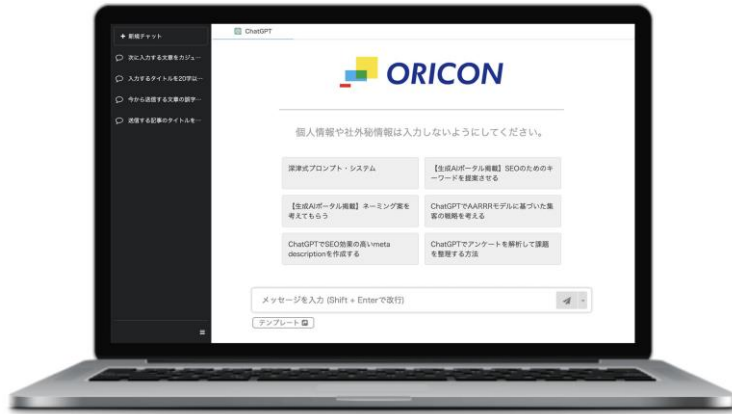 + 新規チャット
次に入力する文章をカジュ…
入力するタイトルを20字以…
今から送信する文章の誤字…
送信する記事のタイトルを…
ChatGPT
ORICON
個人情報や社外秘情報は入力しないようにしてください。
深津式プロンプト・システム
【生成AIポータル掲載】SEOのためのキ
ーワードを提案させる
【生成AIポータル掲載】ネーミング案を
考えてもらう
ChatGPTでAARRRモデルに基づいた集
客の戦略を考える
ChatGPTでSEO効果の高いmeta
descriptionを作成する
ChatGPTでアンケートを解析して課題
を整理する方法
メッセージを入力 (Shift + Enterで改行)
テンプレート